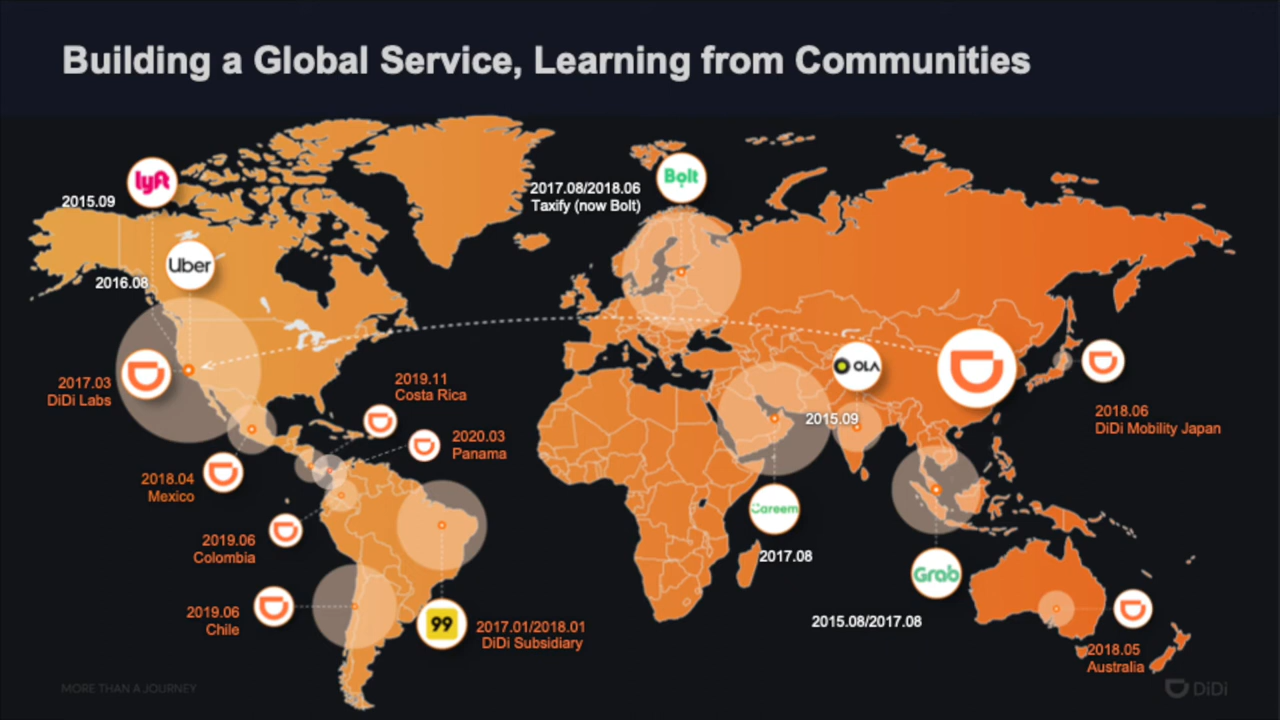 Building a Global Service, Learning from Communities
lyft
2015.09
Uber
2016.08
2017.08/2018.06
Taxify (now Bolt)
Bolt
2017.03
DiDi Labs
2019.11
Costa Rica
2020.03
Panama
2018.04
Mexico
2019.06
Colombia
2019.06
Chile
99
2017.01/2018.01
DiDi Subsidiary
OLA
2015.09
Careem
2017.08
Grab
2015.08/2017.08
2018.06
DiDi Mobility Japan
2018.05
Australia
MORE THAN A JOURNEY
DiDi